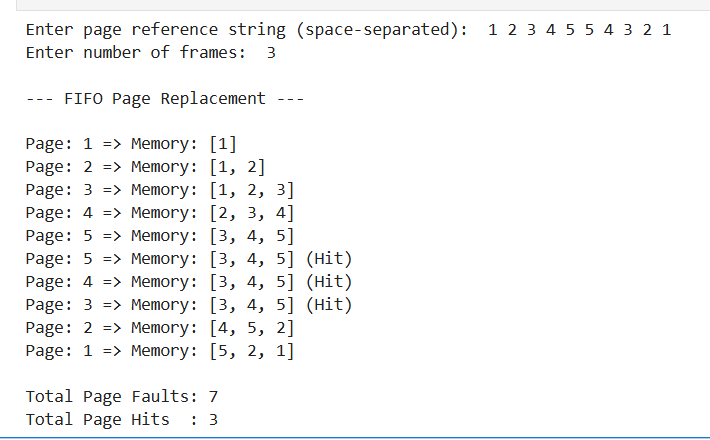 Enter page reference string (space-separated):  1 2 3 4 5 5 4 3 2 1
Enter number of frames:  3
--- FIFO Page Replacement ---
Page: 1 => Memory: [1]
Page: 2 => Memory: [1, 2]
Page: 3 => Memory: [1, 2, 3]
Page: 4 => Memory: [2, 3, 4]
Page: 5 => Memory: [3, 4, 5]
Page: 5 => Memory: [3, 4, 5] (Hit)
Page: 4 => Memory: [3, 4, 5] (Hit)
Page: 3 => Memory: [3, 4, 5] (Hit)
Page: 2 => Memory: [4, 5, 2]
Page: 1 => Memory: [5, 2, 1]
Total Page Faults: 7
Total Page Hits  : 3